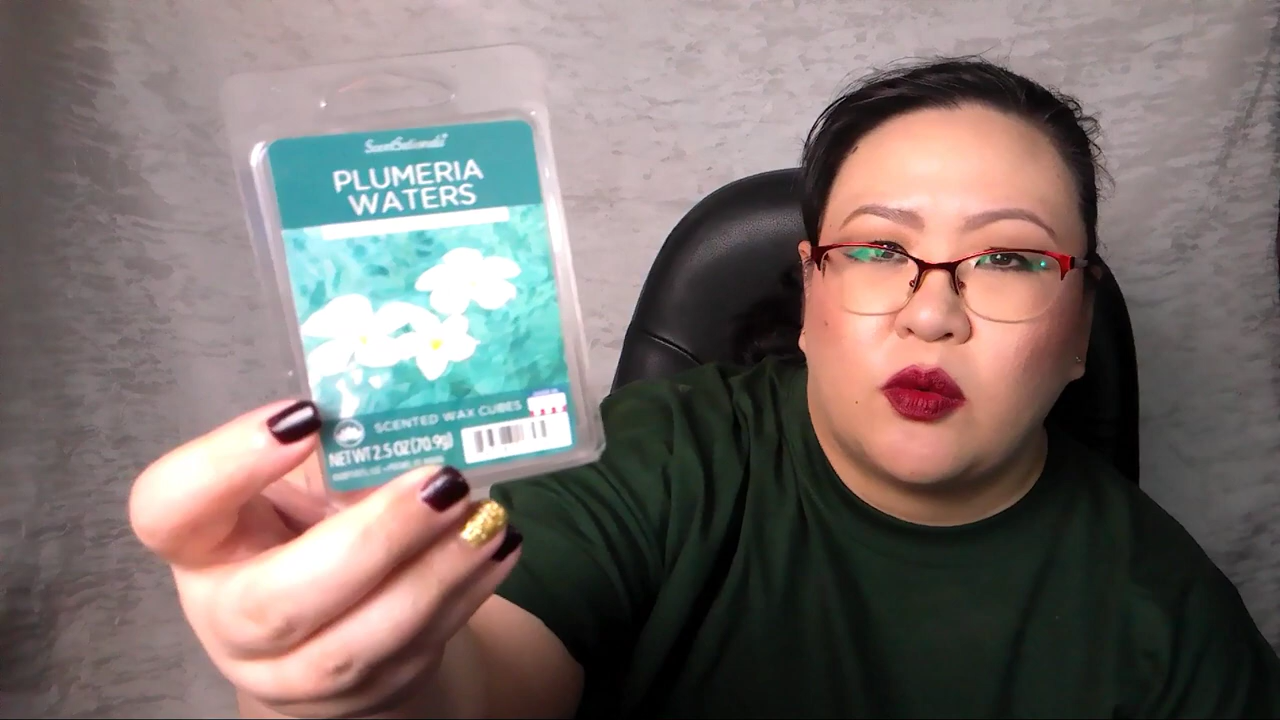 ScentSationals
PLUMERIA
WATERS
SCENTED WAX CUBES
NET WT 2.5 OZ (70.9g)